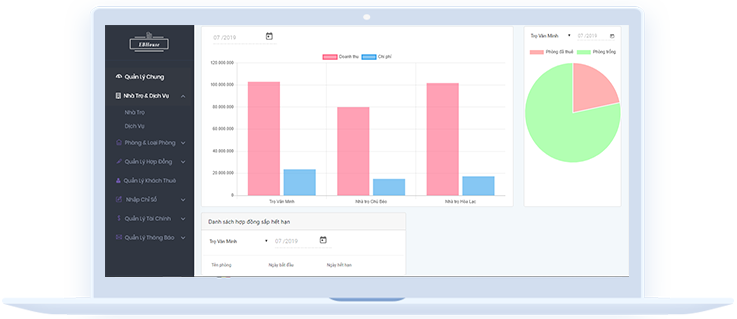 EBHouse
Quản Lý Chung
Nhà Trọ & Dịch Vụ
Nhà Trọ
Dịch Vụ
Phòng & Loại Phòng
Quản Lý Hợp Đồng
Quản Lý Khách Thuê
Nhập Chỉ Số
Quản Lý Tài Chính
Quản Lý Thông Báo
07 /2019
Doanh thu
Chi phí
120.000.000
100.000.000
80.000.000
60.000.000
40.000.000
20.000.000
0
Trọ Văn Minh
Nhà trọ Chú Bảo
Nhà trọ Hòa Lạc
Trọ Văn Minh
07 /2019
Phòng đã thuê
Phòng trống
Danh sách hợp đồng sắp hết hạn
Trọ Văn Minh
07 /2019
Tên phòng
Ngày bắt đầu
Ngày kết hạn